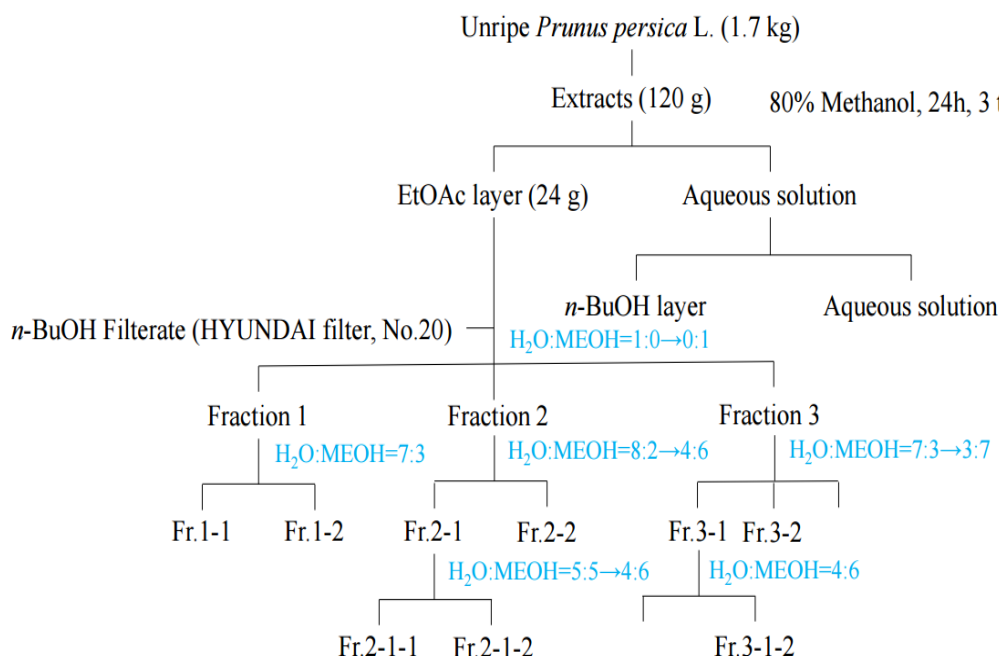 Unripe Prunus persica L. (1.7 kg)
Extracts (120 g) 80% Methanol, 24h, 3
EtOAc layer (24 g) Aqueous solution
n-BuOH layer Aqueous solution
n-BuOH Filterate (HYUNDAI filter, No.20)
H₂O:MEOH=1:0→0:1
Fraction 1 Fraction 2 Fraction 3
H₂O:MEOH=7:3 H₂O:MEOH=8:2→4:6 H₂O:MEOH=7:3→3:7
Fr.1-1 Fr.1-2 Fr.2-1 Fr.2-2 Fr.3-1 Fr.3-2
H₂O:MEOH=5:5→4:6 H₂O:MEOH=4:6
Fr.2-1-1 Fr.2-1-2 Fr.3-1-2